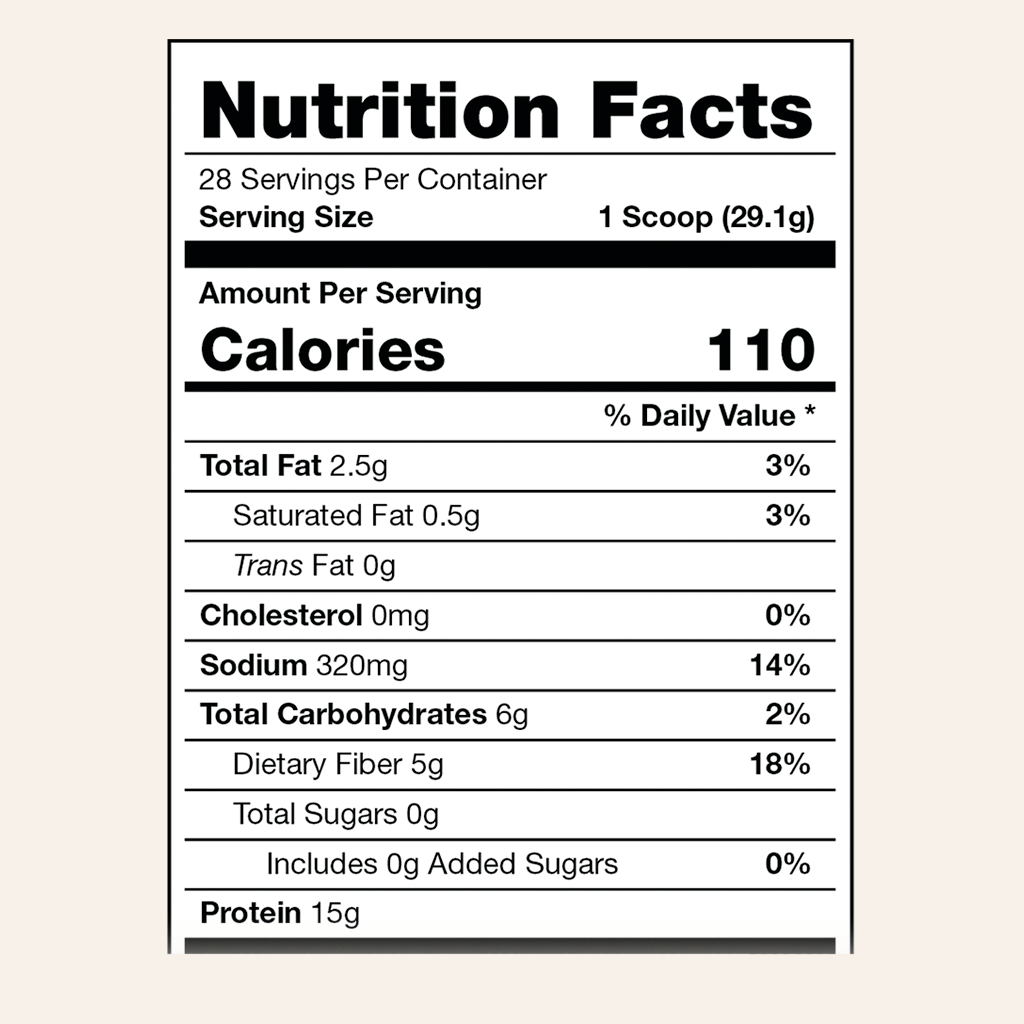 Nutrition Facts
28 Servings Per Container
Serving Size 1 Scoop (29.1g)
Amount Per Serving
Calories 110
% Daily Value *
Total Fat 2.5g 3%
Saturated Fat 0.5g 3%
Trans Fat 0g
Cholesterol 0mg 0%
Sodium 320mg 14%
Total Carbohydrates 6g 2%
Dietary Fiber 5g 18%
Total Sugars 0g
Includes 0g Added Sugars 0%
Protein 15g